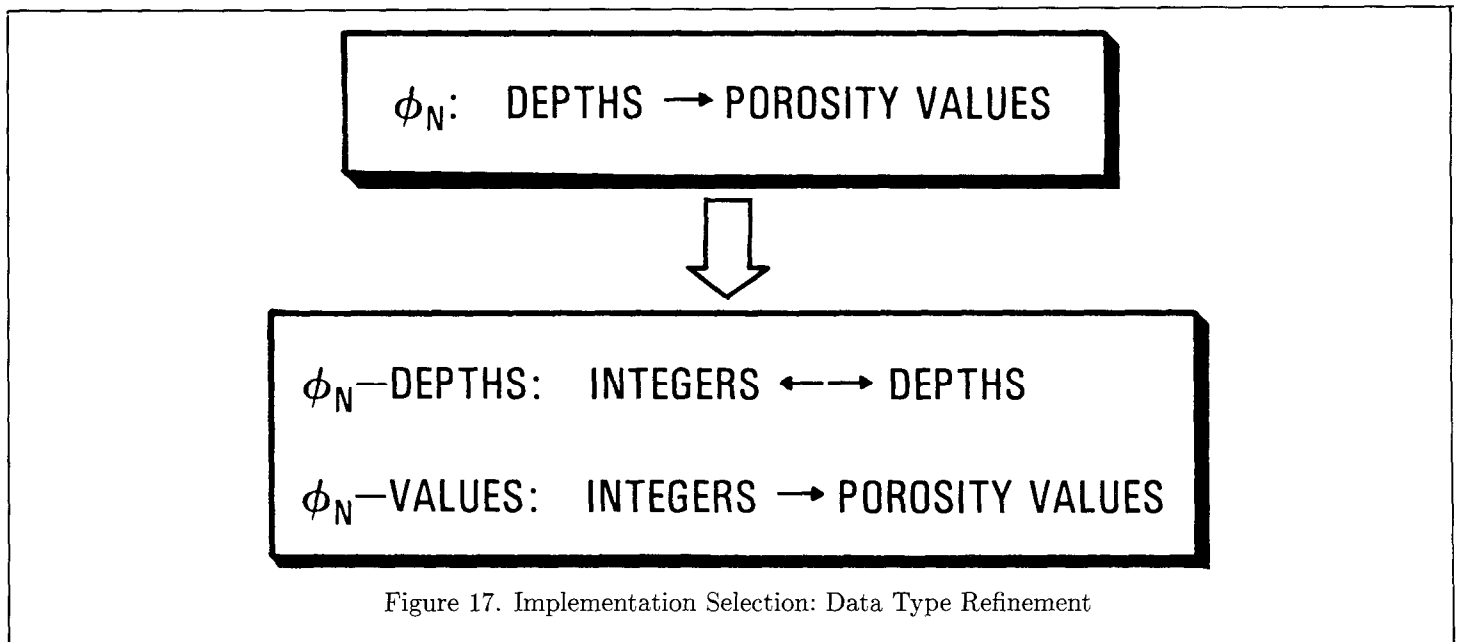 ϕN: DEPTHS → POROSITY VALUES
ϕN—DEPTHS: INTEGERS ←→ DEPTHS
ϕN—VALUES: INTEGERS → POROSITY VALUES
Figure 17. Implementation Selection: Data Type Refinement